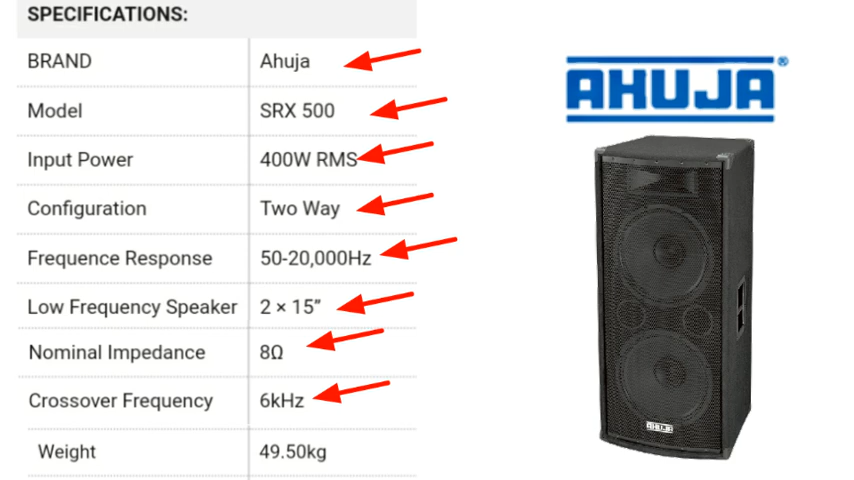 SPECIFICATIONS:
BRAND Ahuja
Model SRX 500
Input Power 400W RMS
Configuration Two Way
Frequence Response 50-20,000Hz
Low Frequency Speaker 2 × 15”
Nominal Impedance 8Ω
Crossover Frequency 6kHz
Weight 49.50kg
AHUJA®
AHUJA